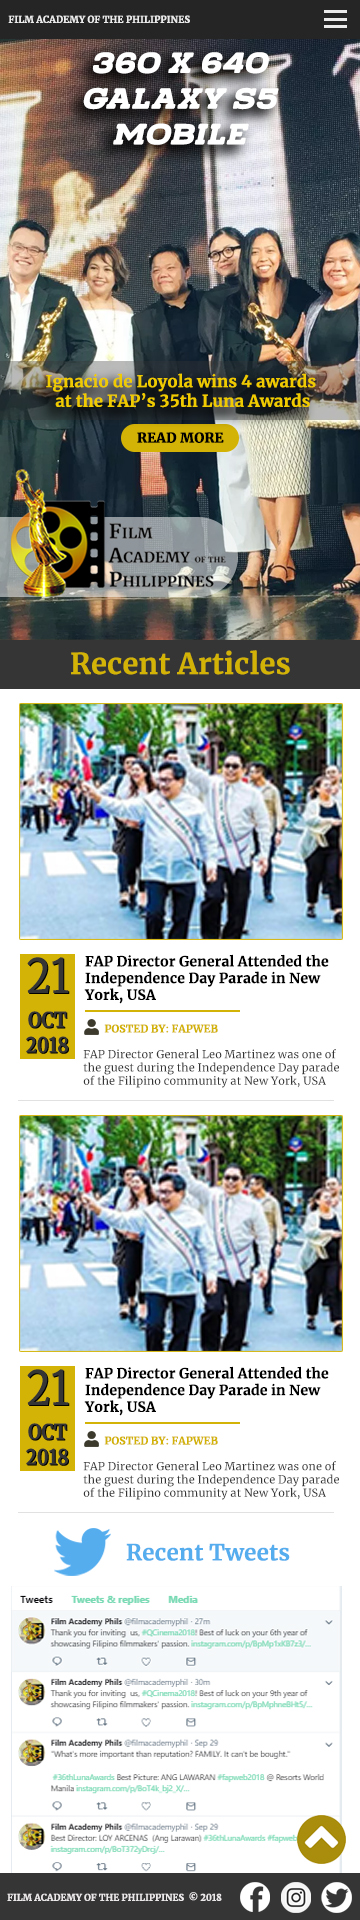 FILM ACADEMY OF THE PHILIPPINES
360 X 640
GALAXY S5
MOBILE
Ignacio de Loyola wins 4 awards
at the FAP's 35th Luna Awards
READ MORE
FILM
ACADEMY OF THE
PHILIPPINES
Recent Articles
21
OCT
2018
FAP Director General Attended the
Independence Day Parade in New
York, USA
POSTED BY: FAPWEB
FAP Director General Leo Martinez was one of
the guest during the Independence Day parade
of the Filipino community at New York, USA
21
OCT
2018
FAP Director General Attended the
Independence Day Parade in New
York, USA
POSTED BY: FAPWEB
FAP Director General Leo Martinez was one of
the guest during the Independence Day parade
of the Filipino community at New York, USA
Recent Tweets
Tweets Tweets & replies Media
Film Academy Phils @filmacademyphil · 27m
Thank you for inviting us, #QCinema2018! Best of luck on your 6th year of
showcasing Filipino filmmakers' passion. instagram.com/p/BpMp1xKB7z3/...
Film Academy Phils @filmacademyphil · 30m
Thank you for inviting us, #QCinema2018! Best of luck on your 9th year of
showcasing Filipino filmmakers' passion. instagram.com/p/BpMphneBHtS/...
Film Academy Phils @filmacademyphil · Sep 29
"What's more important than reputation? FAMILY. It can't be bought."
#36thLunaAwards Best Picture: ANG LAWARAN #fapweb2018 @ Resorts World
Manila instagram.com/p/BoT4k_bj2_X/...
Film Academy Phils @filmacademyphil · Sep 29
Best Director: LOY ARCENAS (Ang Larawan) #36thLunaAwards #fapweb
instagram.com/p/BoT372yDrcj/...
FILM ACADEMY OF THE PHILIPPINES © 2018